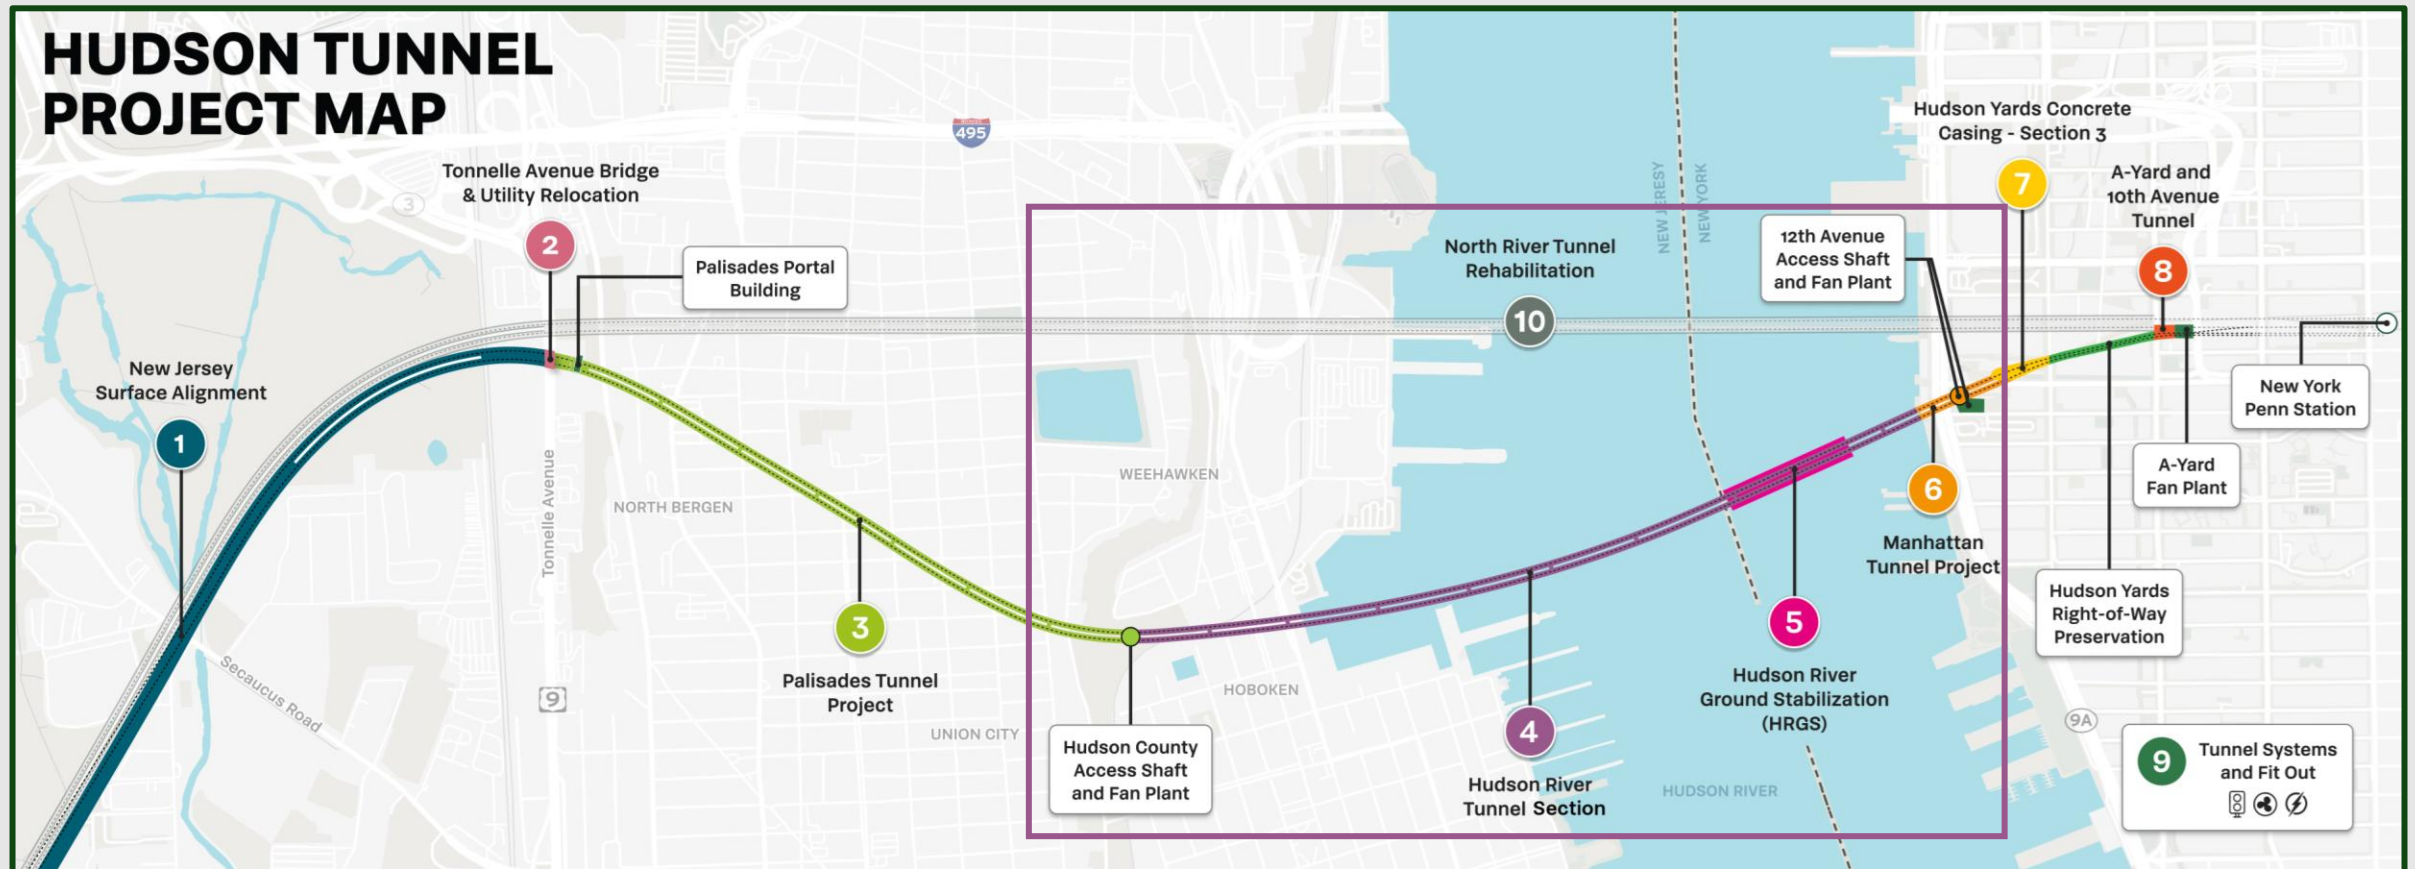 HUDSON TUNNEL
PROJECT MAP
495
3
Tonnelle Avenue Bridge
& Utility Relocation
2
Palisades Portal
Building
New Jersey
Surface Alignment
1
Tonnelle Avenue
NORTH BERGEN
3
Palisades Tunnel
Project
9
Secaucus Road
UNION CITY
WEEHAWKEN
HOBOKEN
Hudson County
Access Shaft
and Fan Plant
North River Tunnel
Rehabilitation
10
NEW JERESY
NEW YORK
12th Avenue
Access Shaft
and Fan Plant
4
Hudson River
Tunnel Section
5
Hudson River
Ground Stabilization
(HRGS)
HUDSON RIVER
6
Manhattan
Tunnel Project
Hudson Yards Concrete
Casing - Section 3
7
A-Yard and
10th Avenue
Tunnel
8
New York
Penn Station
A-Yard
Fan Plant
Hudson Yards
Right-of-Way
Preservation
9A
9
Tunnel Systems
and Fit Out